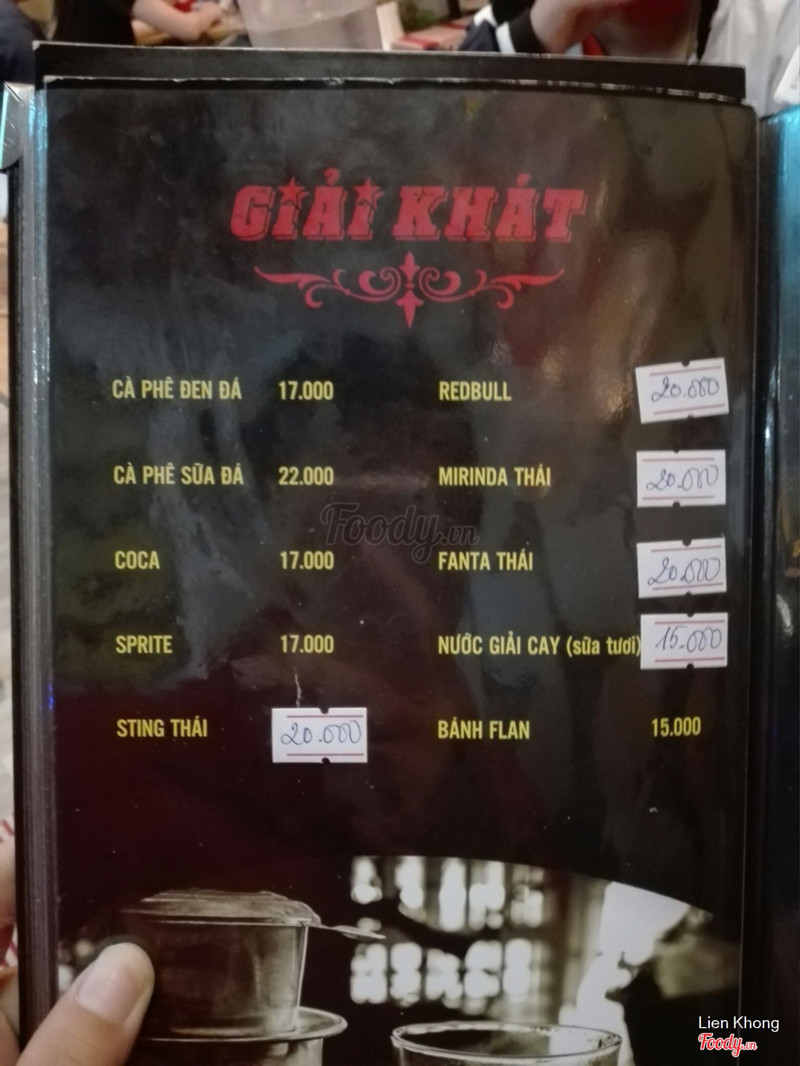 GIẢI KHÁT
CÀ PHÊ ĐEN ĐÁ 17.000
CÀ PHÊ SỮA ĐÁ 22.000
COCA 17.000
SPRITE 17.000
STING THÁI 20.000
REDBULL 20.000
MIRINDA THÁI 20.000
FANTA THÁI 20.000
NƯỚC GIẢI CAY (sữa tươi) 15.000
BÁNH FLAN 15.000
Foody.vn
Lien Khong
Foody.vn